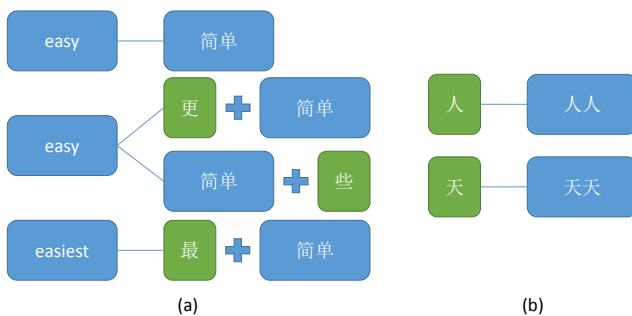 easy 简单
更 简单
easy
简单 些
easiest 最 简单
(a)
人 人人
天 天天
(b)